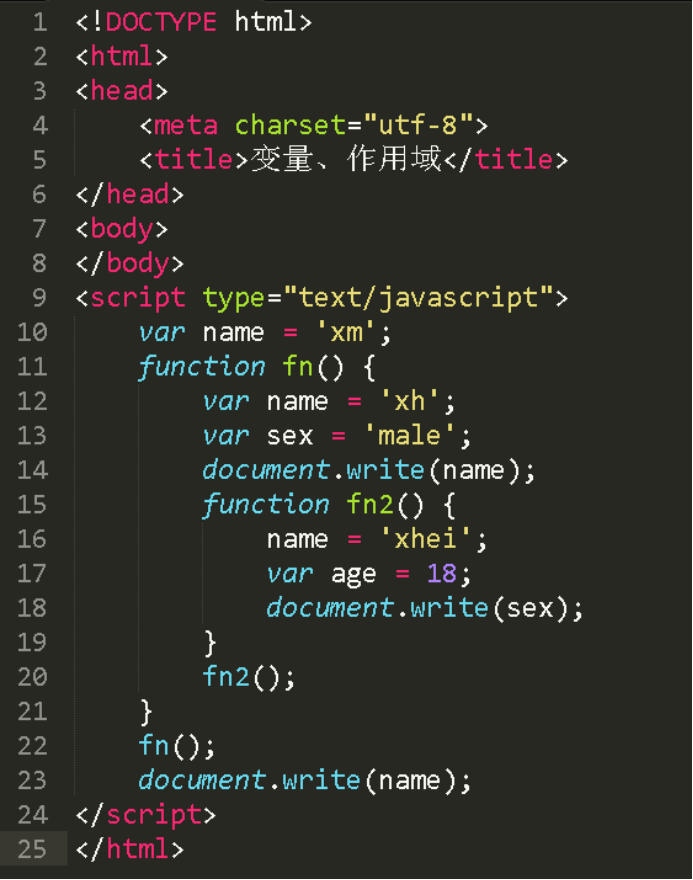 1 <!DOCTYPE html>
2 <html>
3 <head>
4     <meta charset="utf-8">
5     <title>变量、作用域</title>
6 </head>
7 <body>
8 </body>
9 <script type="text/javascript">
10     var name = 'xm';
11     function fn() {
12         var name = 'xh';
13         var sex = 'male';
14         document.write(name);
15         function fn2() {
16             name = 'xhei';
17             var age = 18;
18             document.write(sex);
19         }
20         fn2();
21     }
22     fn();
23     document.write(name);
24 </script>
25 </html>